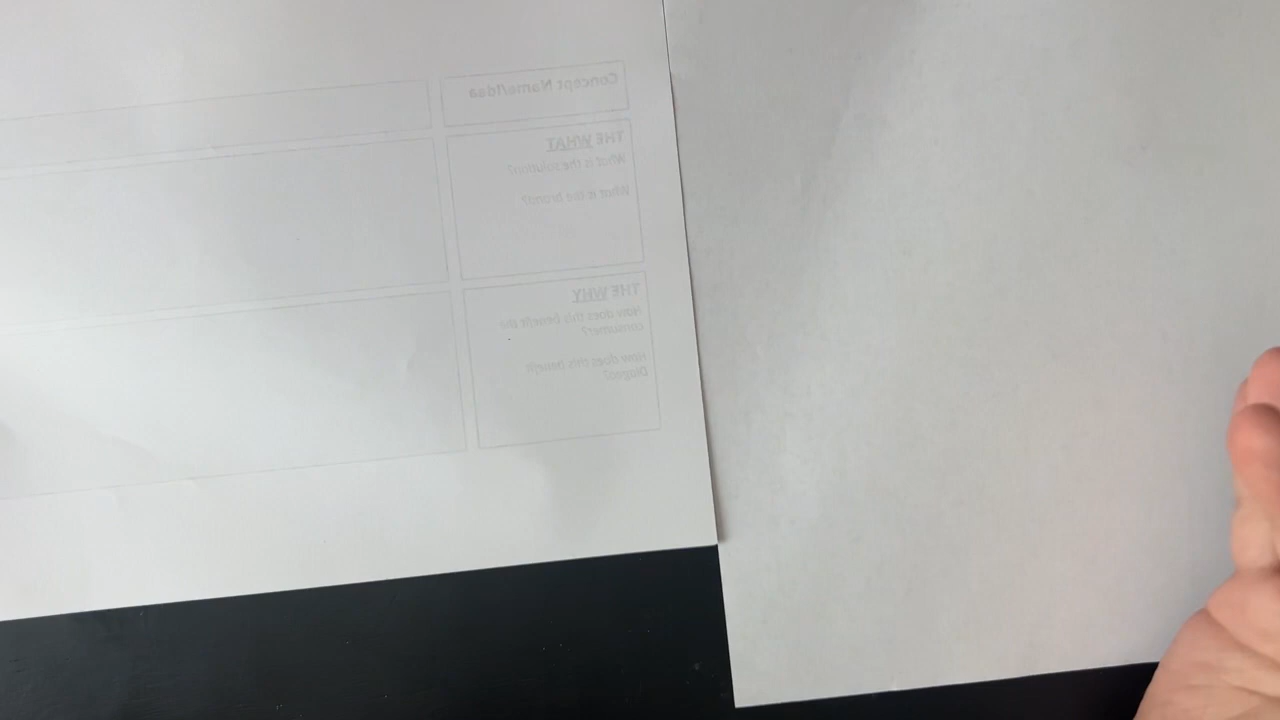 Concept Name/Idea
THE WHAT
What is the solution?
What is the brand?
THE WHY
How does this benefit the
consumer?
How does this benefit
Diageo?